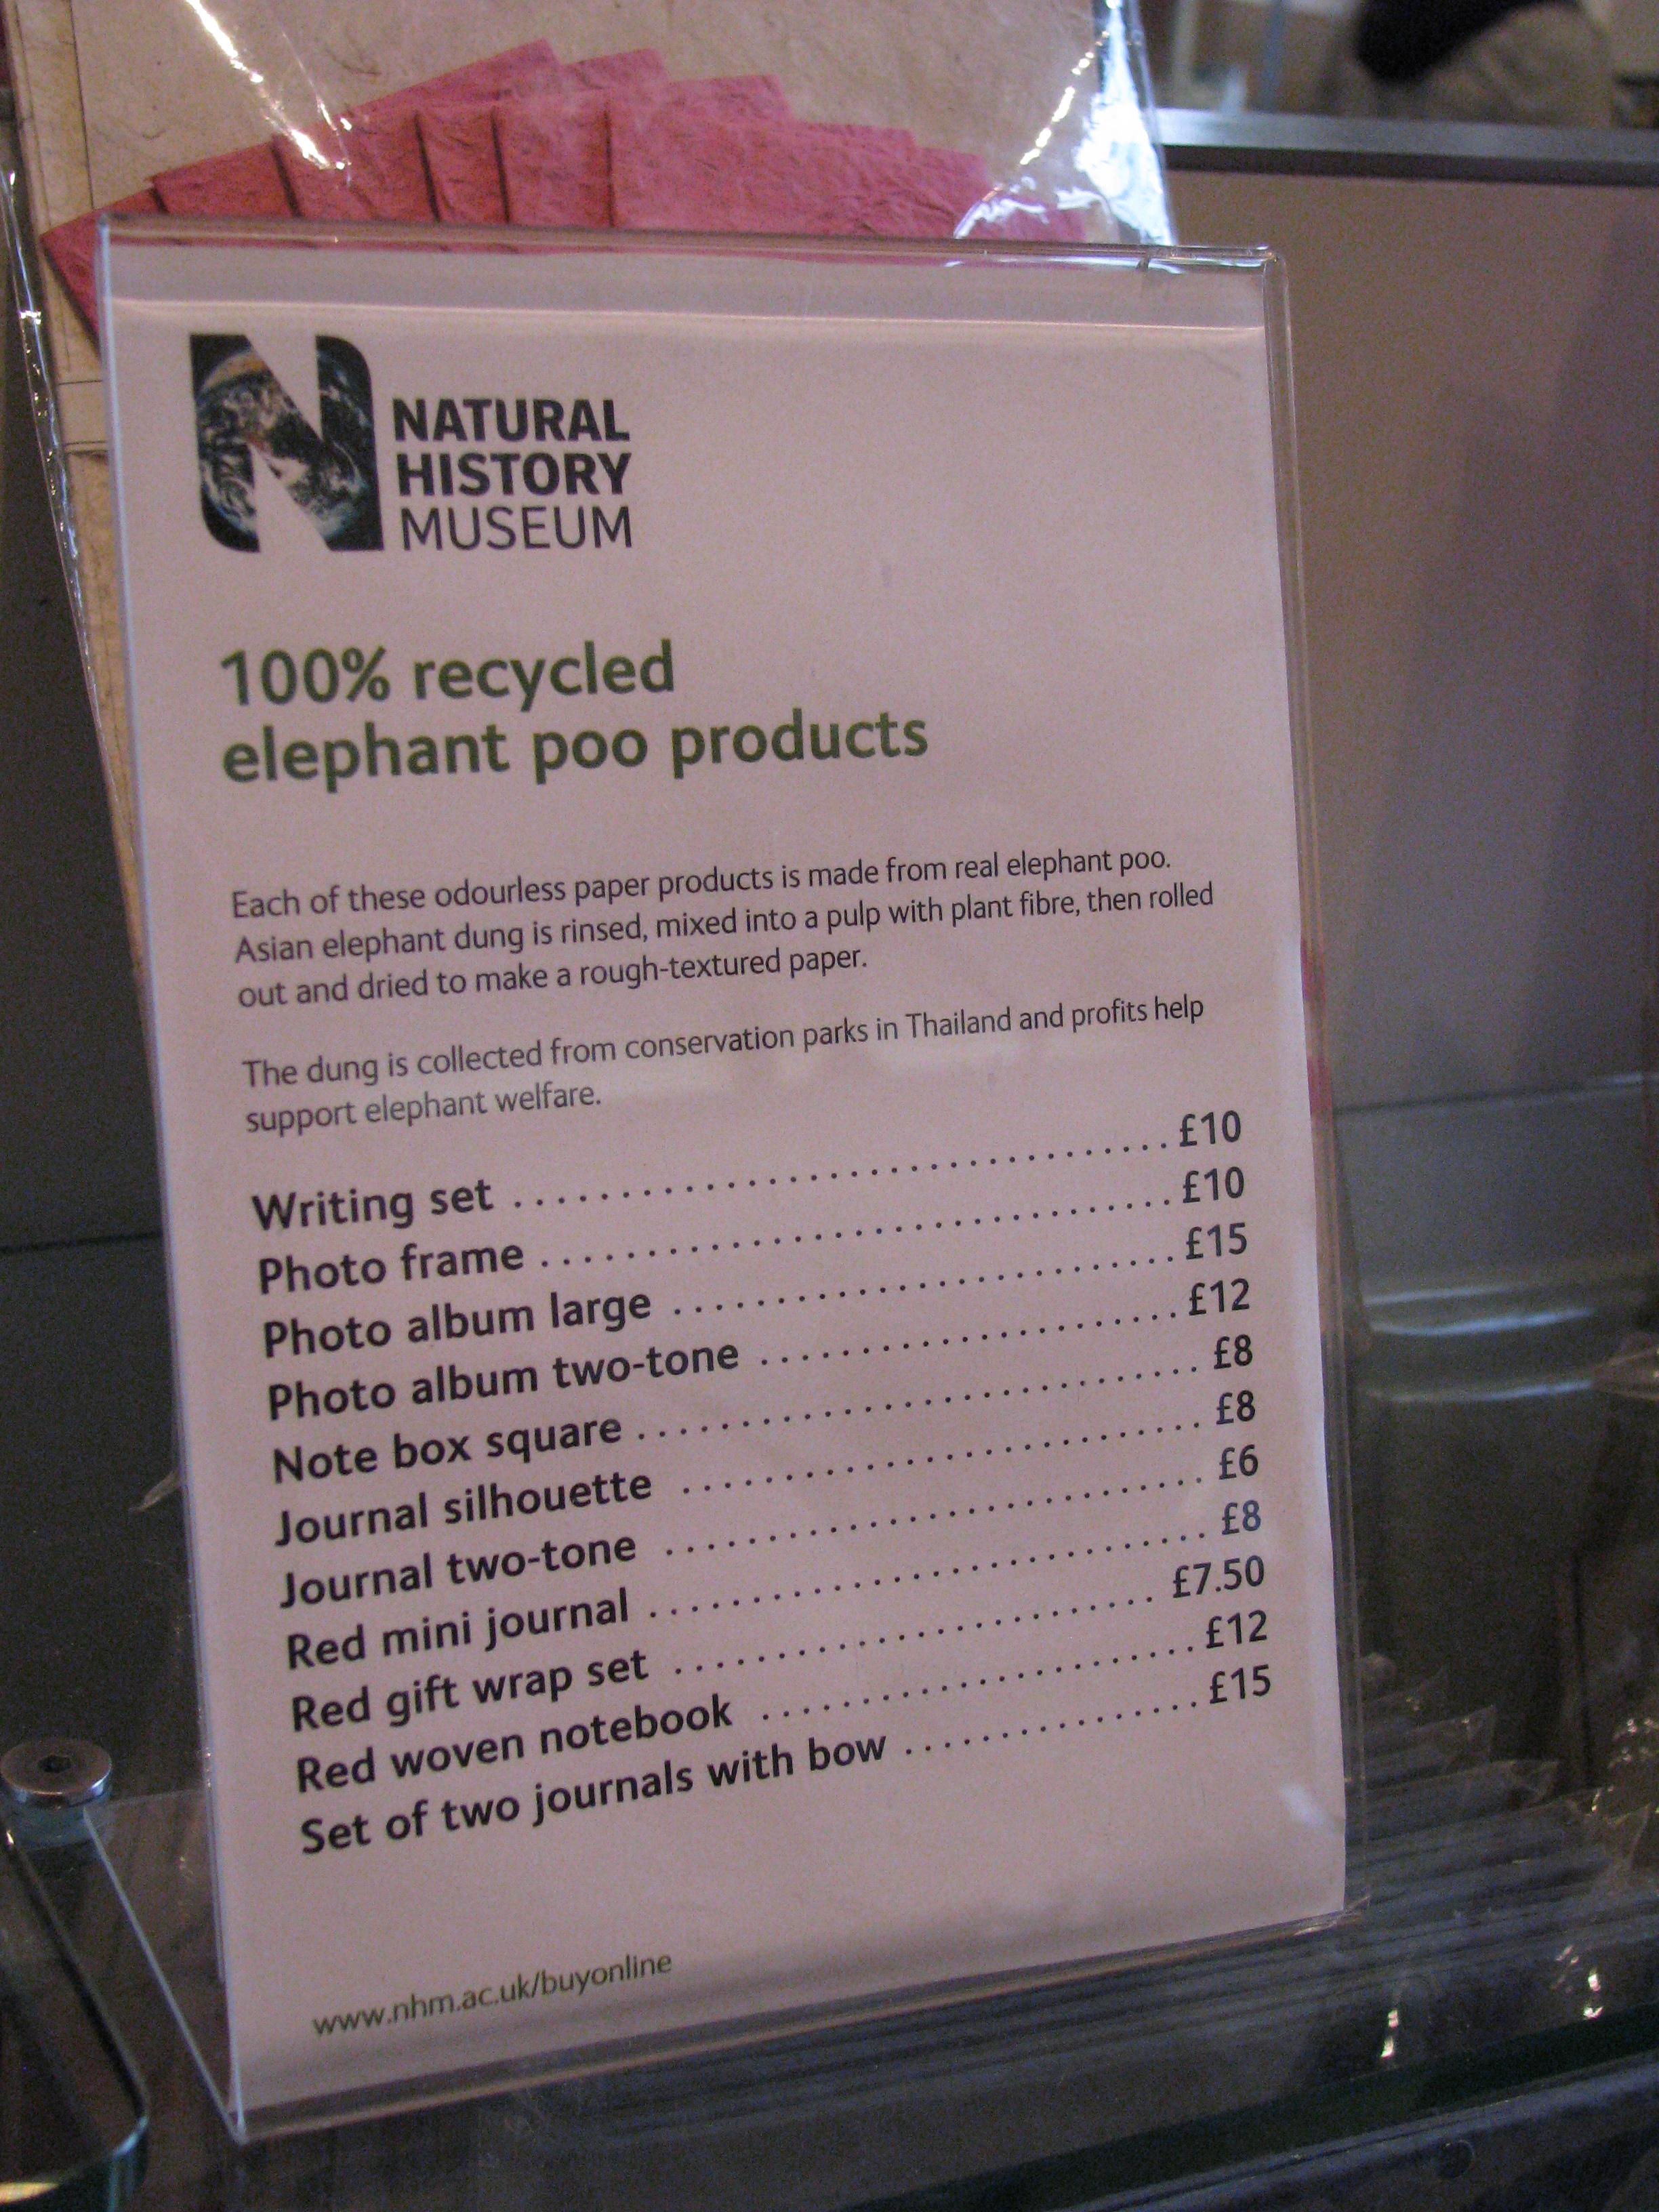 NATURAL
HISTORY
MUSEUM
100% recycled
elephant poo products
Each of these odourless paper products is made from real elephant poo.
Asian elephant dung is rinsed, mixed into a pulp with plant fibre, then rolled
out and dried to make a rough-textured paper.
The dung is collected from conservation parks in Thailand and profits help
support elephant welfare.
Writing set ........................................ £10
Photo frame ...................................... £10
Photo album large .............................. £15
Photo album two-tone ......................... £12
Note box square ................................. £8
Journal silhouette ............................... £8
Journal two-tone ................................ £6
Red mini journal ................................. £8
Red gift wrap set ............................ £7.50
Red woven notebook .......................... £12
Set of two journals with bow ................. £15
www.nhm.ac.uk/buyonline